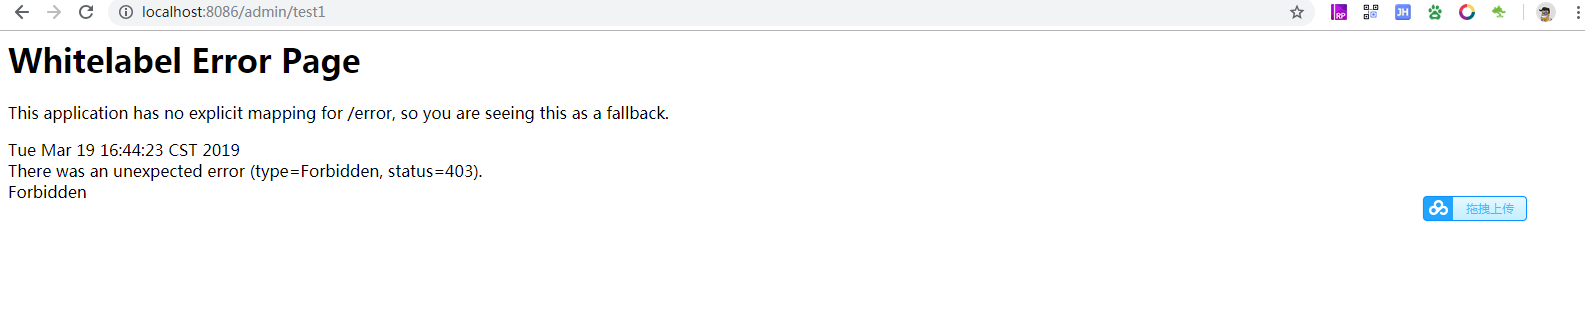 localhost:8086/admin/test1
RP
JH
Whitelabel Error Page
This application has no explicit mapping for /error, so you are seeing this as a fallback.
Tue Mar 19 16:44:23 CST 2019
There was an unexpected error (type=Forbidden, status=403).
Forbidden
拖拽上传